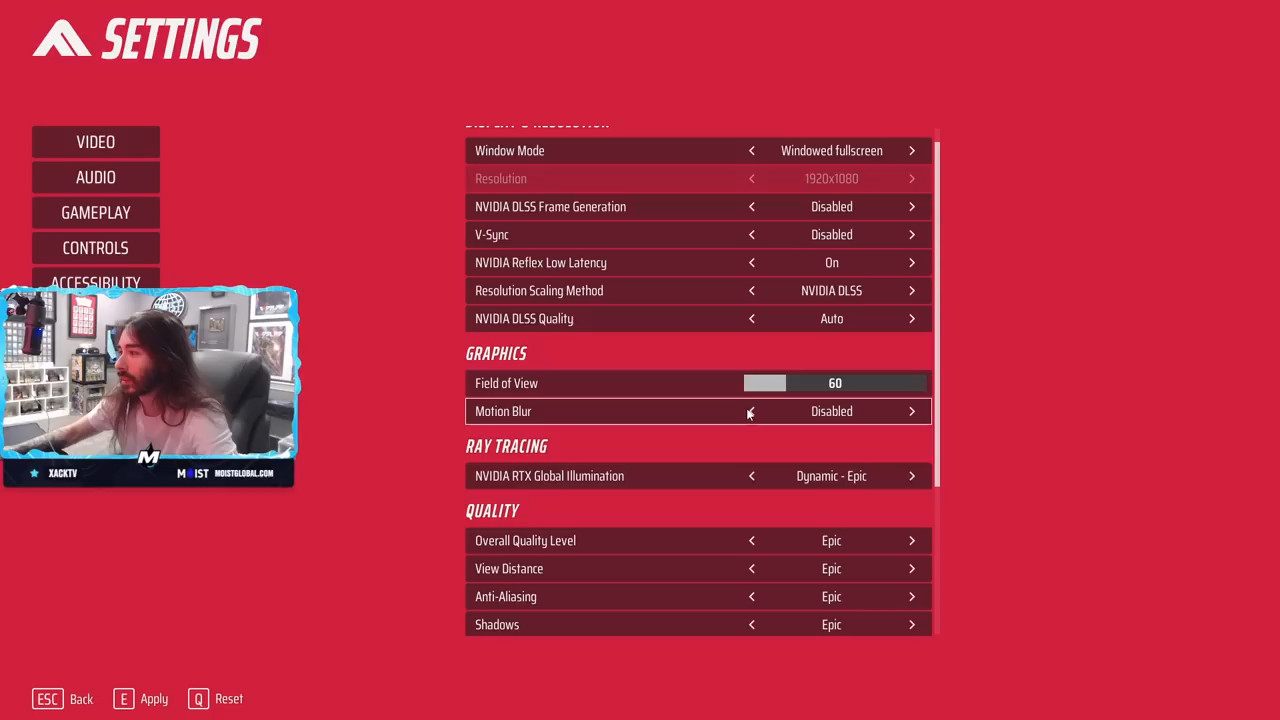 SETTINGS
VIDEO
AUDIO
GAMEPLAY
CONTROLS
ACCESSIBILITY
DISPLAY & RESOLUTION
Window Mode Windowed fullscreen
Resolution 1920x1080
NVIDIA DLSS Frame Generation Disabled
V-Sync Disabled
NVIDIA Reflex Low Latency On
Resolution Scaling Method NVIDIA DLSS
NVIDIA DLSS Quality Auto
GRAPHICS
Field of View 60
Motion Blur Disabled
RAY TRACING
NVIDIA RTX Global Illumination Dynamic - Epic
QUALITY
Overall Quality Level Epic
View Distance Epic
Anti-Aliasing Epic
Shadows Epic
M
XACKTV MOIST MOISTGLOBAL.COM
ESC Back E Apply Q Reset